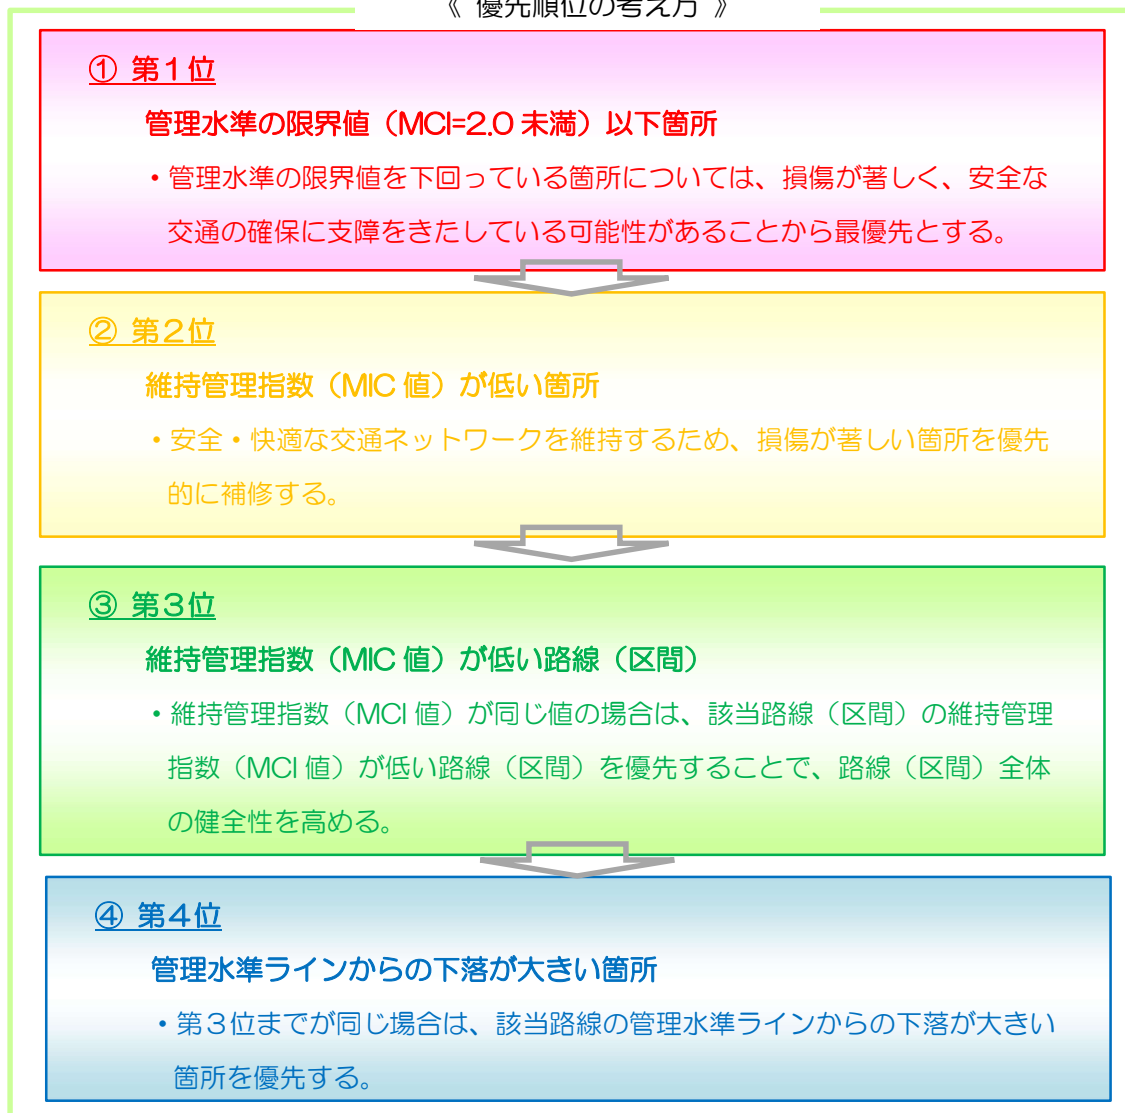 《 優先順位の考え方 》
① 第１位
管理水準の限界値（MCI=2.0 未満）以下箇所
・管理水準の限界値を下回っている箇所については、損傷が著しく、安全な
交通の確保に支障をきたしている可能性があることから最優先とする。
② 第２位
維持管理指数（MIC 値）が低い箇所
・安全・快適な交通ネットワークを維持するため、損傷が著しい箇所を優先
的に補修する。
③ 第３位
維持管理指数（MIC 値）が低い路線（区間）
・維持管理指数（MCI 値）が同じ値の場合は、該当路線（区間）の維持管理
指数（MCI 値）が低い路線（区間）を優先することで、路線（区間）全体
の健全性を高める。
④ 第４位
管理水準ラインからの下落が大きい箇所
・第３位までが同じ場合は、該当路線の管理水準ラインからの下落が大きい
箇所を優先する。